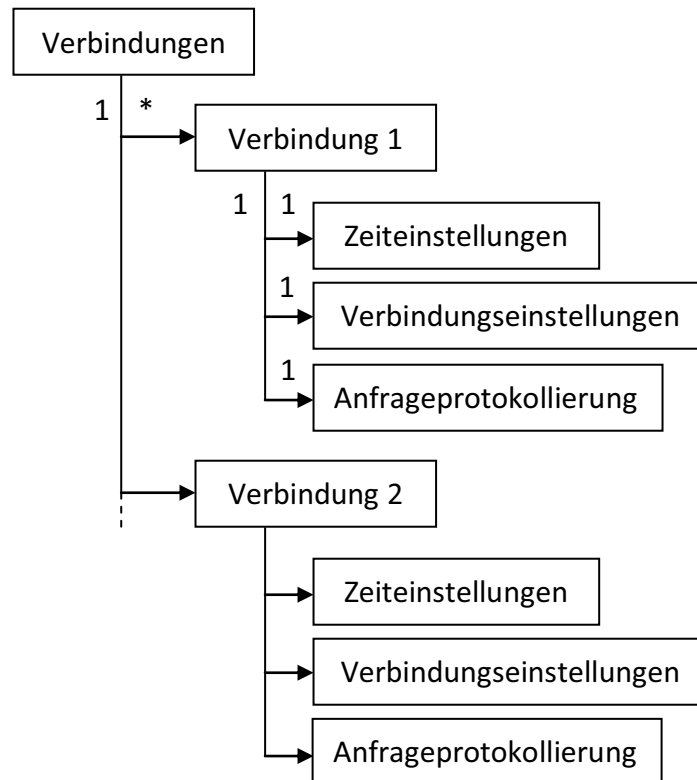 Verbindungen
1 *
Verbindung 1
1 1
Zeiteinstellungen
1
Verbindungseinstellungen
1
Anfrageprotokollierung
Verbindung 2
Zeiteinstellungen
Verbindungseinstellungen
Anfrageprotokollierung